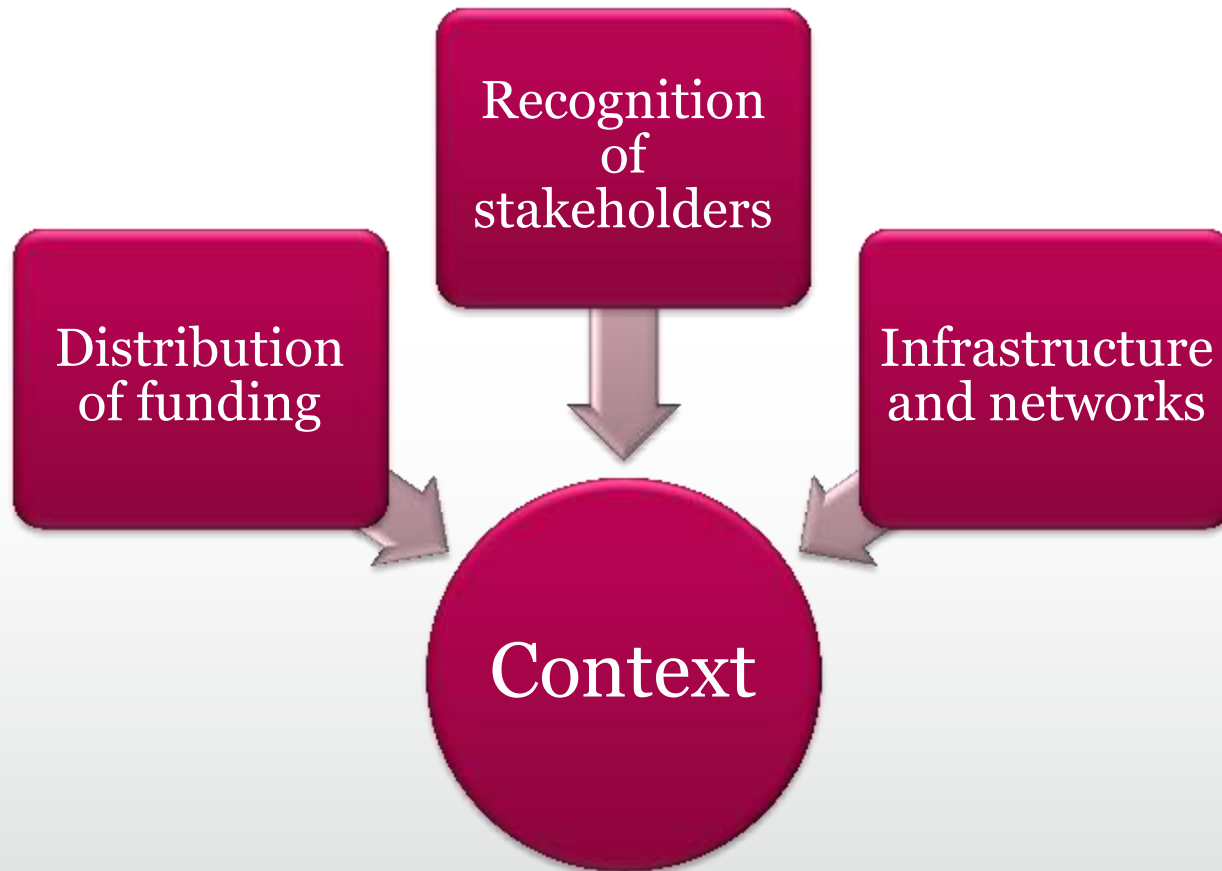 Recognition
of
stakeholders
Distribution
of funding
Infrastructure
and networks
Context